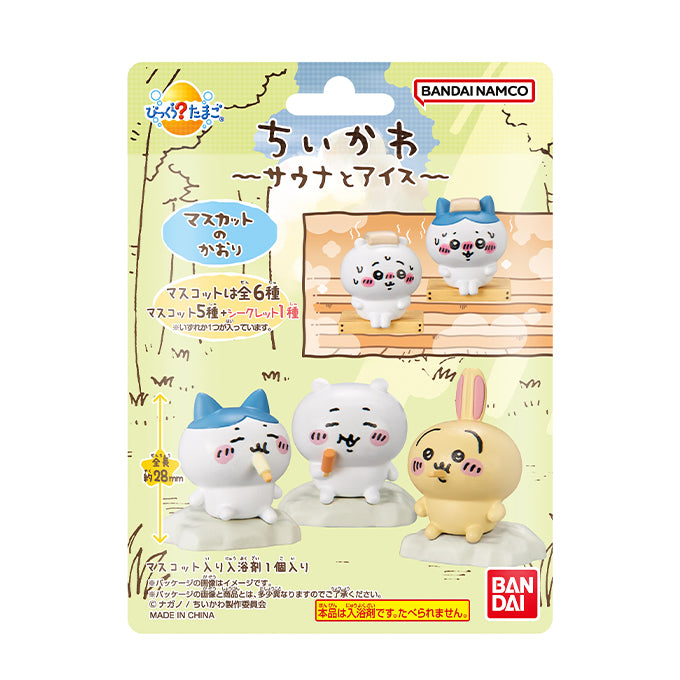 びっくら?たまご®
BANDAI NAMCO
ちいかわ
〜サウナとアイス〜
マスカット
の
かおり
マスコットは全6種
マスコット5種+シークレット1種
※いずれか1つが入っています。
全長
約28mm
マスコット入り入浴剤1個入り
※パッケージの画像はイメージです。
※パッケージの画像と商品とは、多少異なりますのでご了承ください。
© ナガノ / ちいかわ製作委員会
MADE IN CHINA
本品は入浴剤です。たべられません。
BAN
DAI